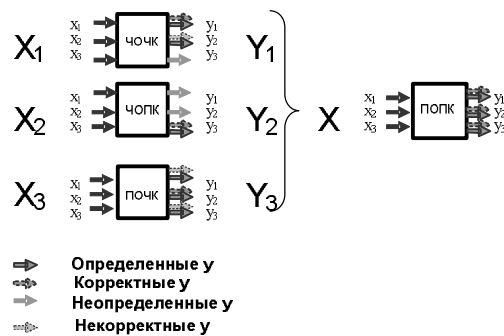 x₁ y₁
x₂ ЧОЧК y₂
x₃ y₃
X₁ Y₁
x₁ y₁
x₂ ЧОПК y₂
x₃ y₃
X₂ Y₂
x₁ y₁
x₂ ПОЧК y₂
x₃ y₃
X₃ Y₃
X
x₁ y₁
x₂ ПОПК y₂
x₃ y₃
Определенные y
Корректные y
Неопределенные y
Некорректные y